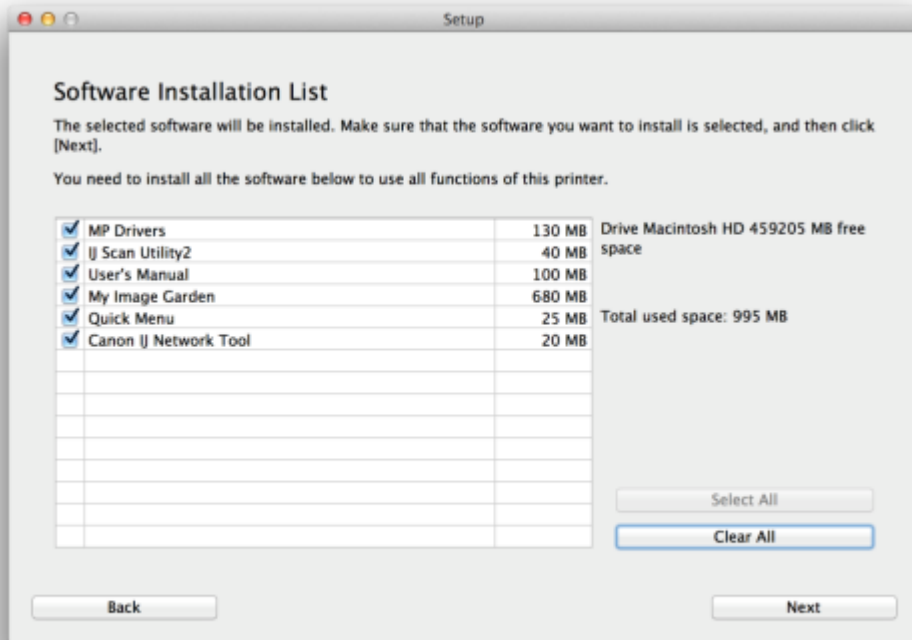 Setup
Software Installation List
The selected software will be installed. Make sure that the software you want to install is selected, and then click
[Next].
You need to install all the software below to use all functions of this printer.
MP Drivers 130 MB
IJ Scan Utility2 40 MB
User's Manual 100 MB
My Image Garden 680 MB
Quick Menu 25 MB
Canon IJ Network Tool 20 MB
Drive Macintosh HD 459205 MB free
space
Total used space: 995 MB
Select All
Clear All
Back
Next